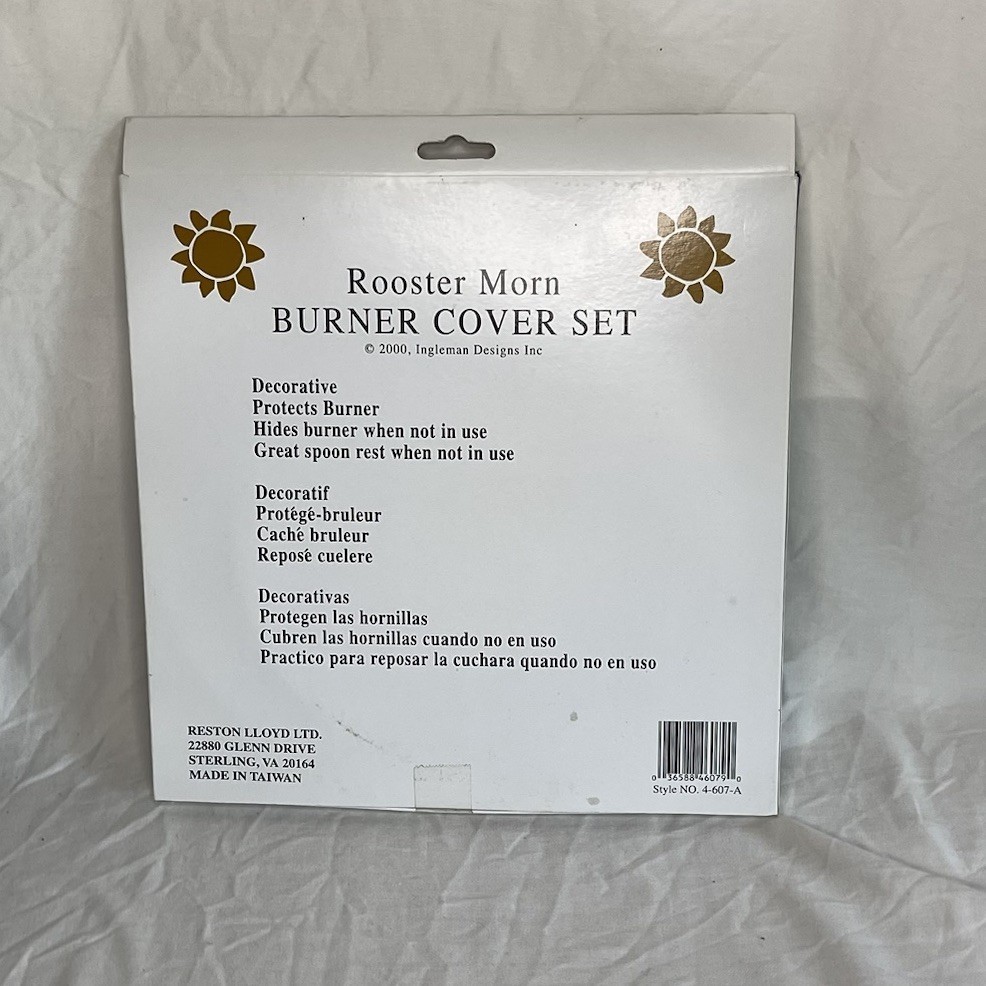 Rooster Morn
BURNER COVER SET
© 2000, Ingleman Designs Inc
Decorative
Protects Burner
Hides burner when not in use
Great spoon rest when not in use
Decoratif
Protégé-bruleur
Caché bruleur
Reposé cuelere
Decorativas
Protegen las hornillas
Cubren las hornillas cuando no en uso
Practico para reposar la cuchara quando no en uso
RESTON LLOYD LTD.
22880 GLENN DRIVE
STERLING, VA 20164
MADE IN TAIWAN
0 36588 46079 0
Style NO. 4-607-A